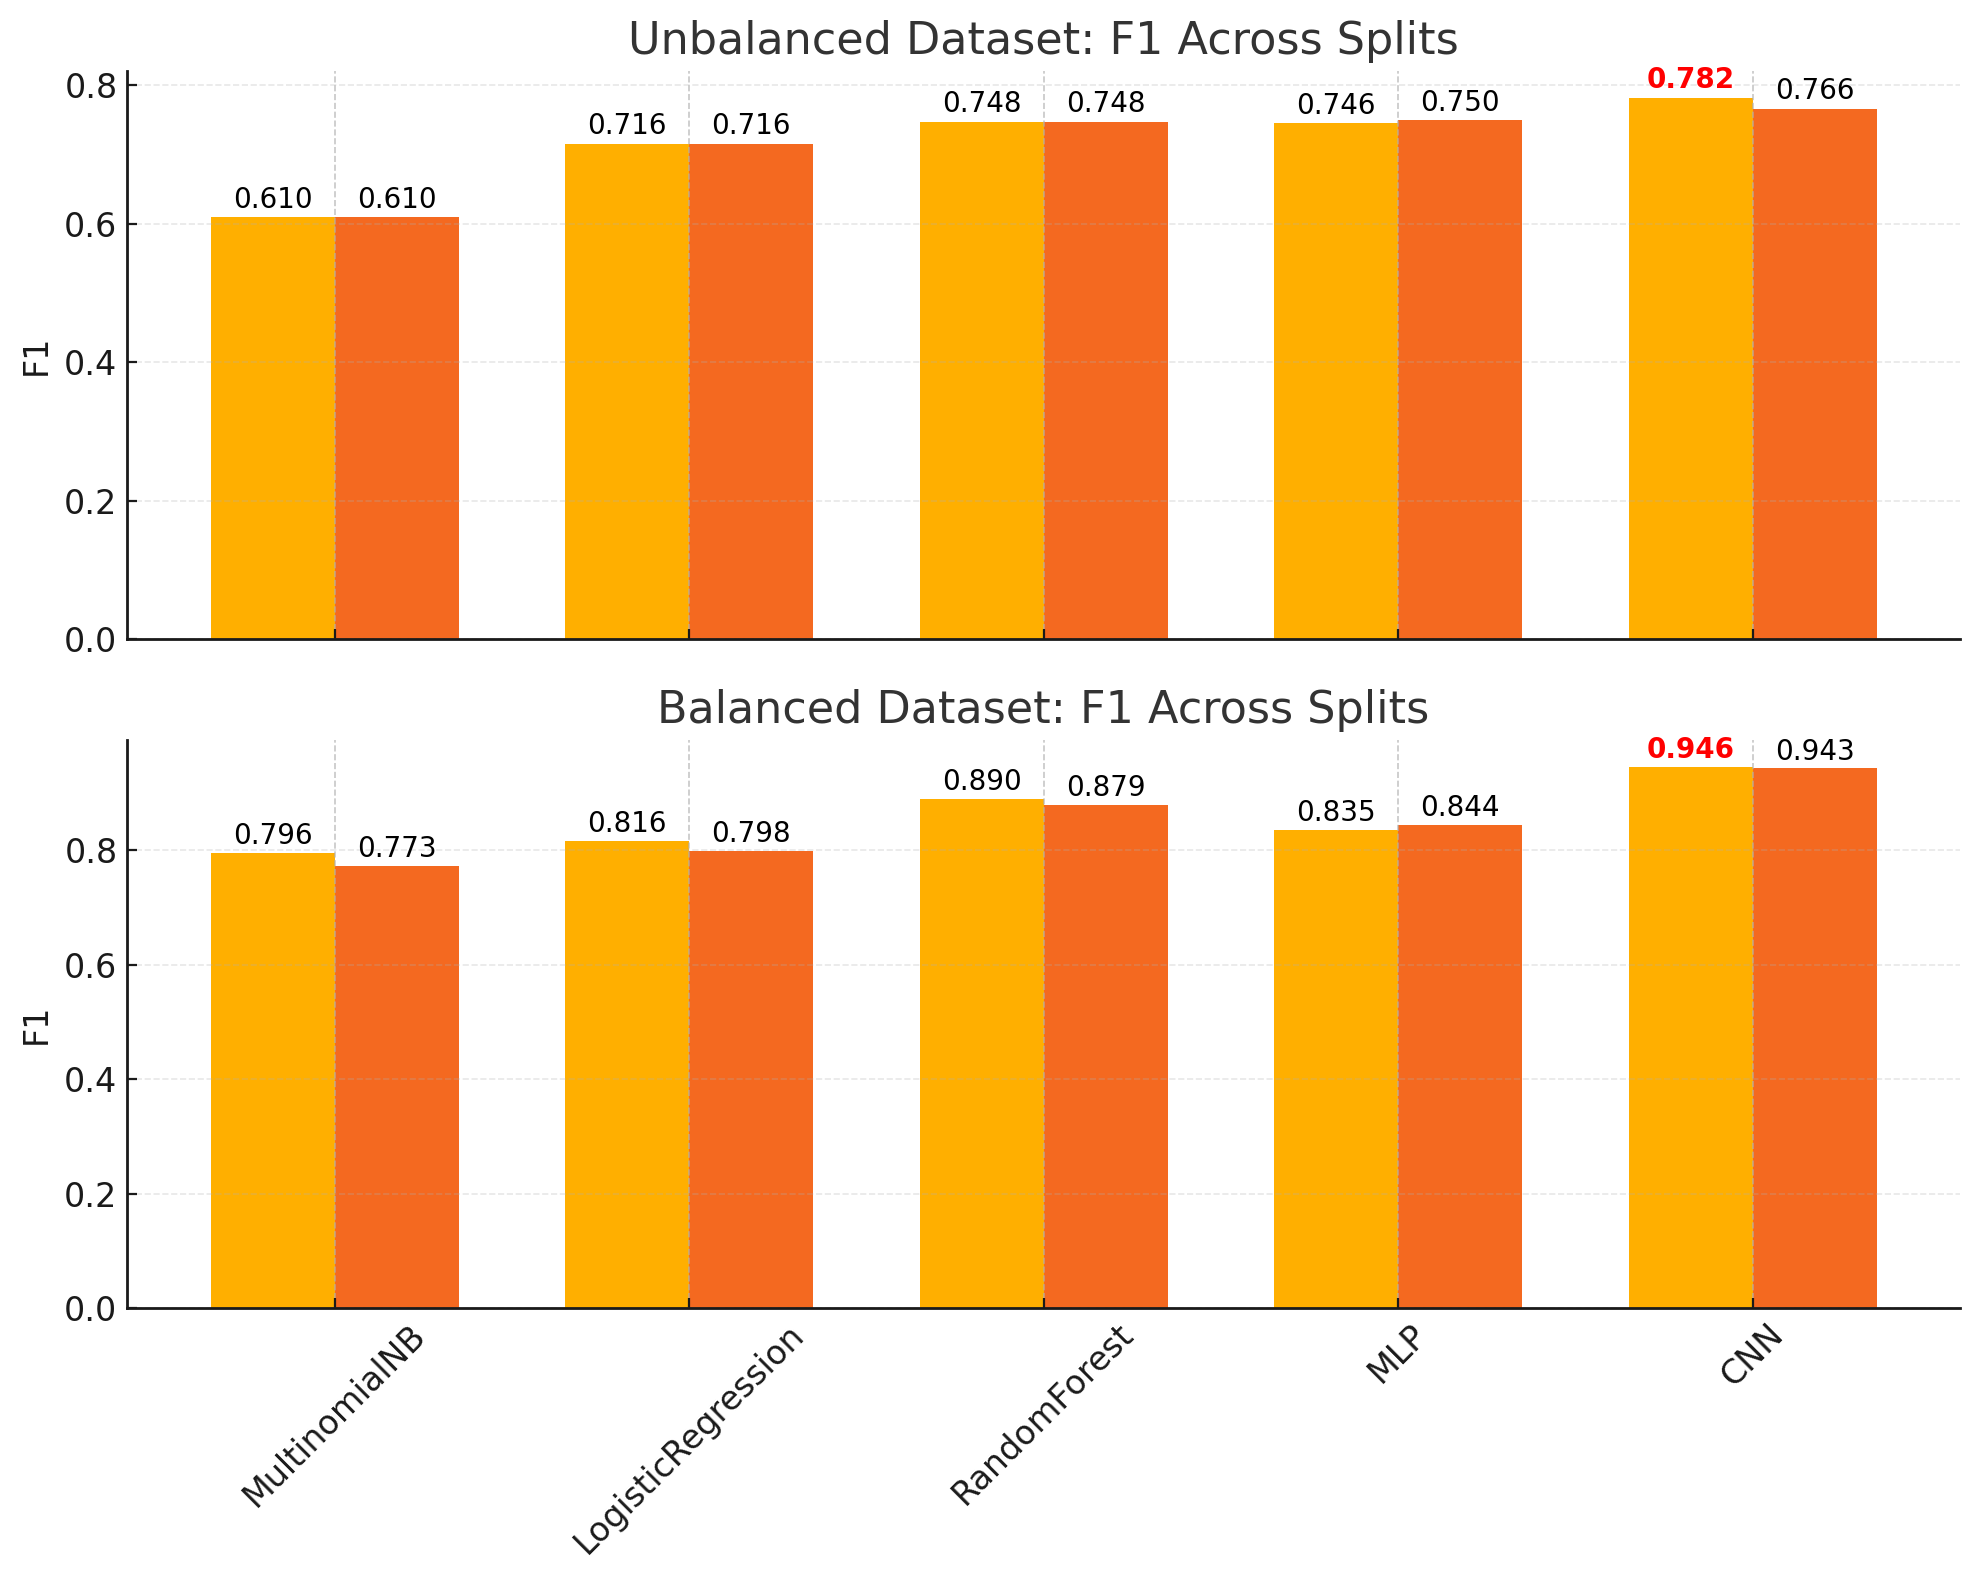 Unbalanced Dataset: F1 Across Splits
F1
0.8
0.6
0.4
0.2
0.0
0.610 0.610 0.716 0.716 0.748 0.748 0.746 0.750 0.782 0.766
Balanced Dataset: F1 Across Splits
F1
0.8
0.6
0.4
0.2
0.0
0.796 0.773 0.816 0.798 0.890 0.879 0.835 0.844 0.946 0.943
MultinomialNB
LogisticRegression
RandomForest
MLP
CNN